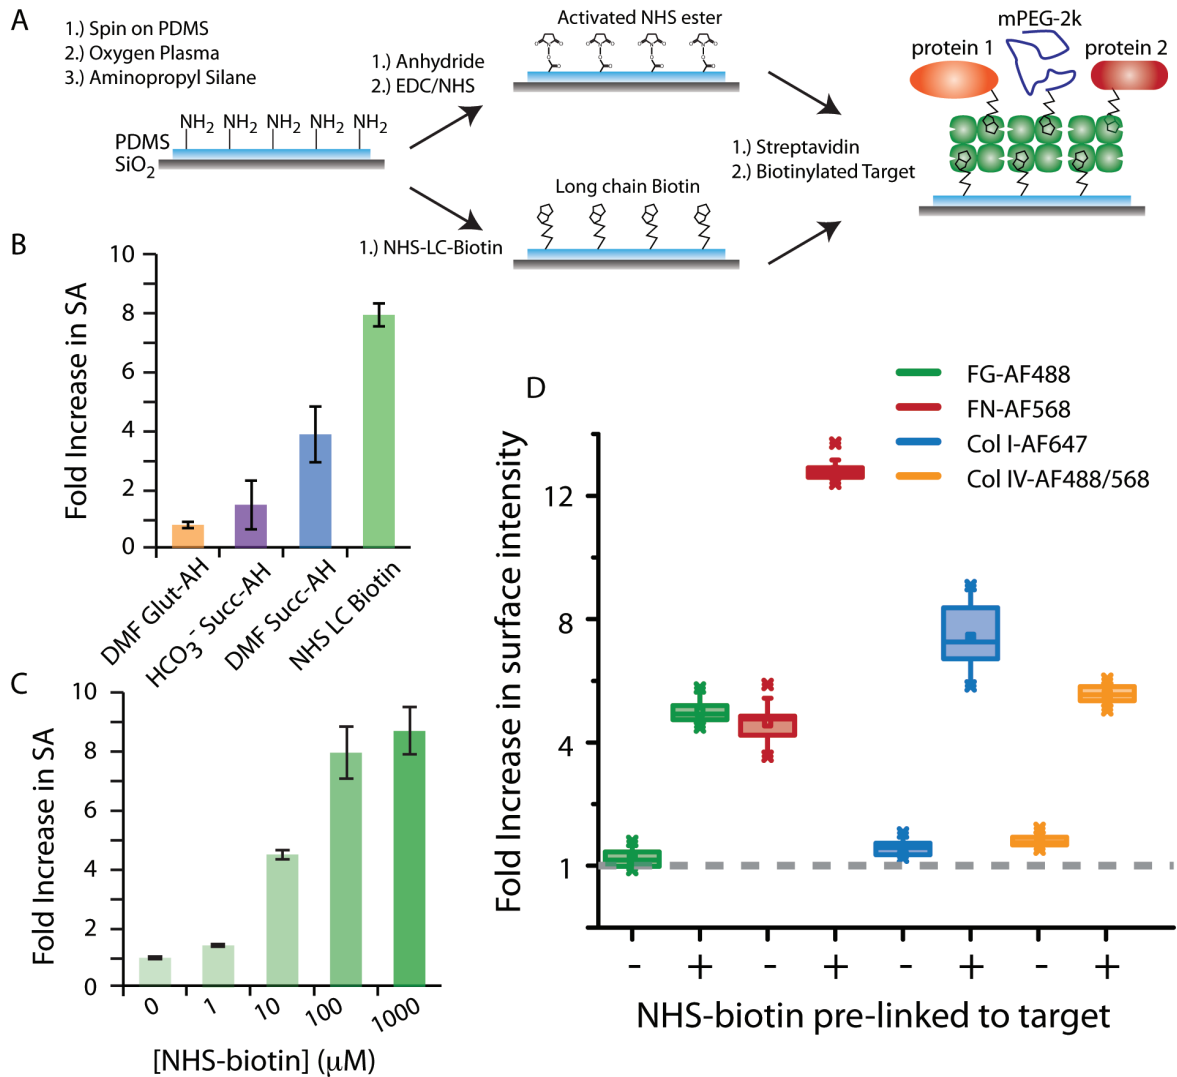 A
1.) Spin on PDMS
2.) Oxygen Plasma
3.) Aminopropyl Silane
NH2 NH2 NH2 NH2 NH2
PDMS
SiO2
1.) Anhydride
2.) EDC/NHS
Activated NHS ester
1.) NHS-LC-Biotin
Long chain Biotin
1.) Streptavidin
2.) Biotinylated Target
mPEG-2k
protein 1
protein 2
B
Fold Increase in SA
10
8
6
4
2
0
DMF Glut-AH
HCO3- Succ-AH
DMF Succ-AH
NHS LC Biotin
C
Fold Increase in SA
10
8
6
4
2
0
0 1 10 100 1000
[NHS-biotin] (μM)
D
FG-AF488
FN-AF568
Col I-AF647
Col IV-AF488/568
Fold Increase in surface intensity
12
8
4
1
- + - + - + - +
NHS-biotin pre-linked to target